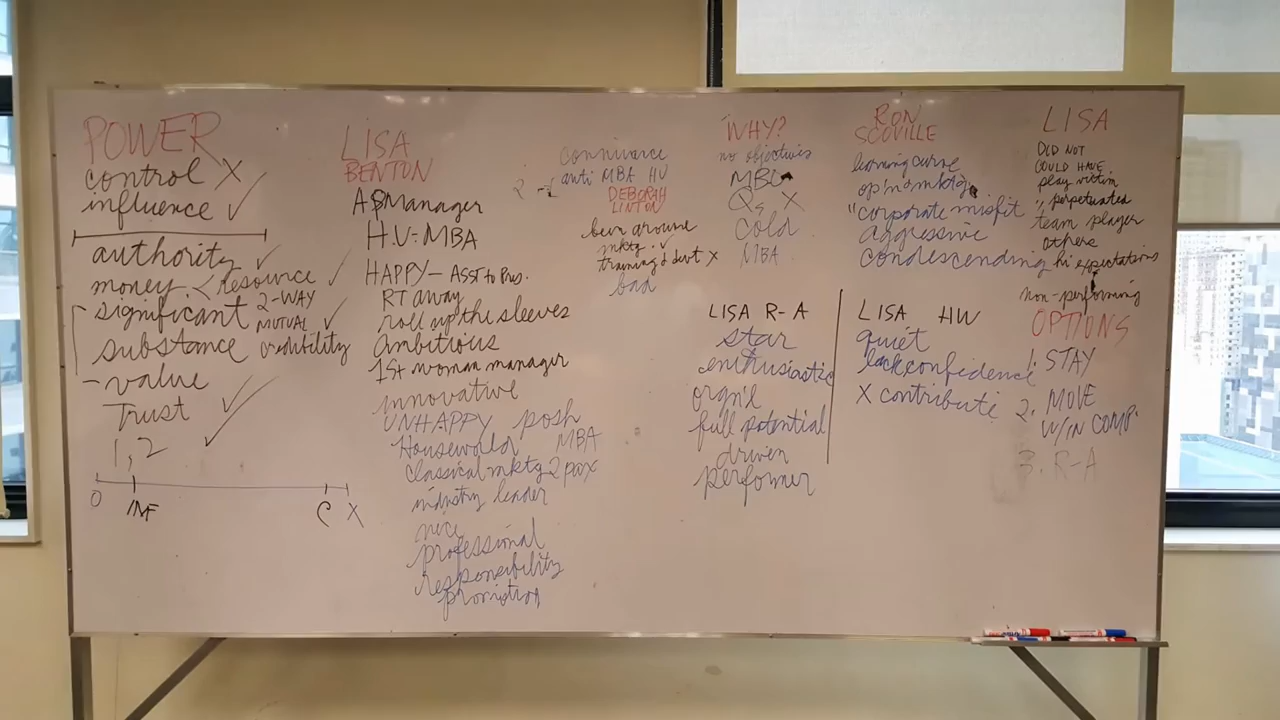 POWER
control X
influence ✓
authority ✓
money < resource ✓
significant 2-WAY
MUTUAL ✓
substance credibility
- value
Trust ✓✓
1, 2 ✓
0 INF C X
LISA
BENTON
Manager
HV: MBA
HAPPY - ASST to Pres.
RT away
roll up the sleeves
ambitious
1st woman manager
innovative
UNHAPPY posh
Houseworld MBA
classical mktg 2 pax
industry leader
nice
professional
responsibility
promotion
connivance
anti MBA HU
DEBORAH
LINTON
been around
mktg. ✓
training & devt X
bad
WHY?
no objectives
MBO
Qs X
cold
MBA
LISA R-A
star
enthusiastic
org'n'l
full potential
driven
performer
RON
SCOVILLE
learning curve
"corporate misfit
aggressive
condescending
LISA HW
quiet
lack confidence
X contribute
LISA
DID NOT
COULD HAVE
play victim
" perpetuated
team player
others
hi expectations
non-performing
OPTIONS
1. STAY
2. MOVE
W/IN COMP
3. R-A